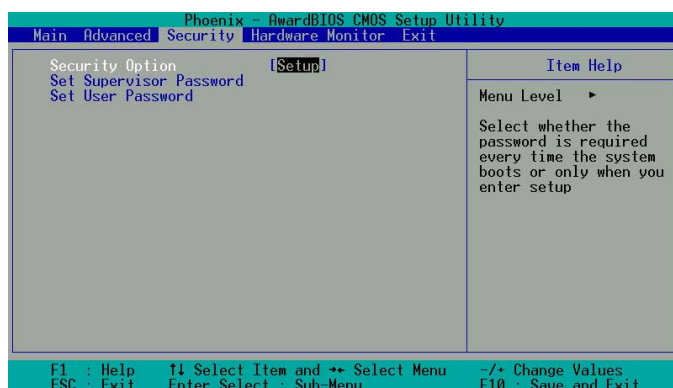 Phoenix - AwardBIOS CMOS Setup Utility
Main Advanced Security Hardware Monitor Exit
Security Option [Setup]
Set Supervisor Password
Set User Password
Item Help
Menu Level ►
Select whether the
password is required
every time the system
boots or only when you
enter setup
F1 : Help ↑↓ Select Item and ↔ Select Menu -/+ Change Values
ESC : Exit Enter Select : Sub-Menu F10 : Save and Exit